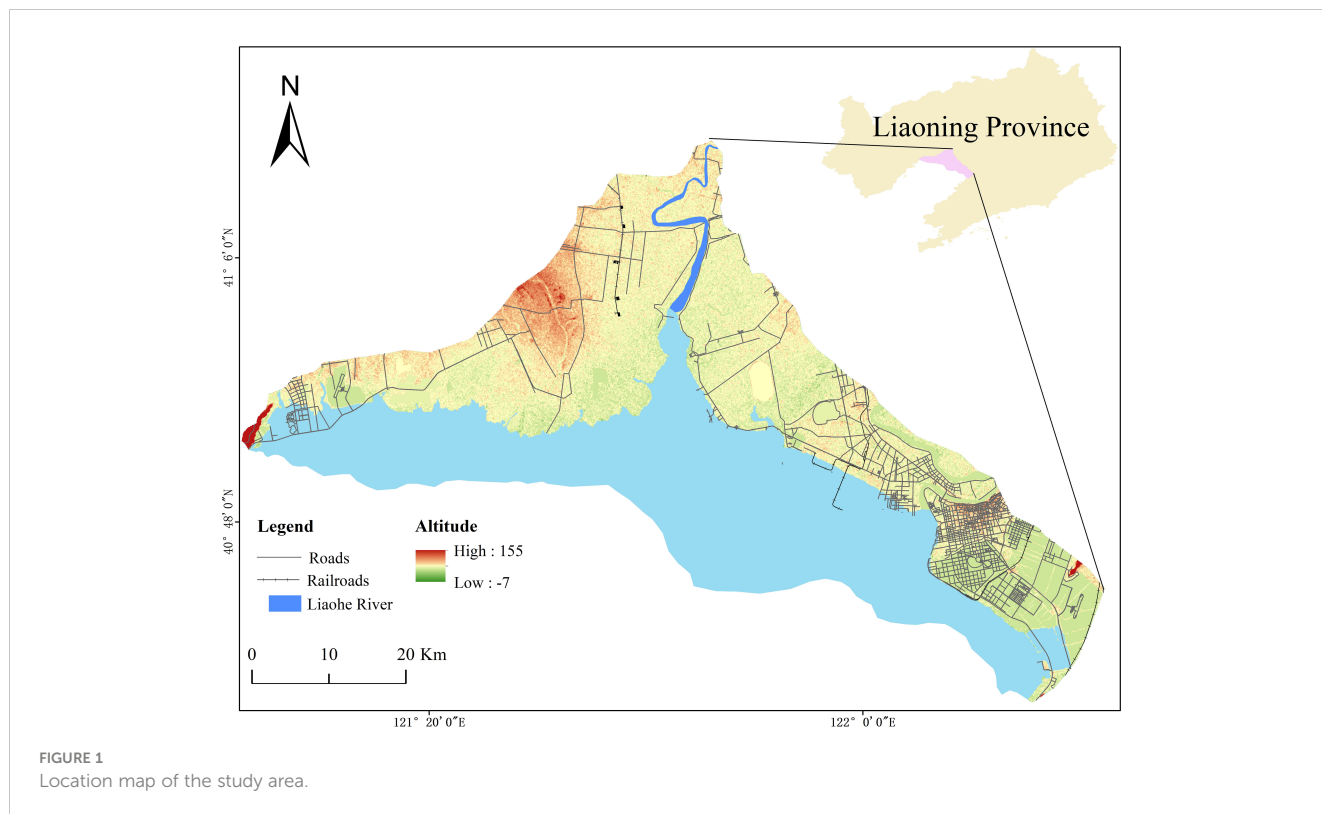 N
Liaoning Province
41° 6′ 0″N
40° 48′ 0″N
Legend
Roads
Railroads
Liaohe River
Altitude
High : 155
Low : -7
0 10 20 Km
121° 20′ 0″E
122° 0′ 0″E
FIGURE 1
Location map of the study area.